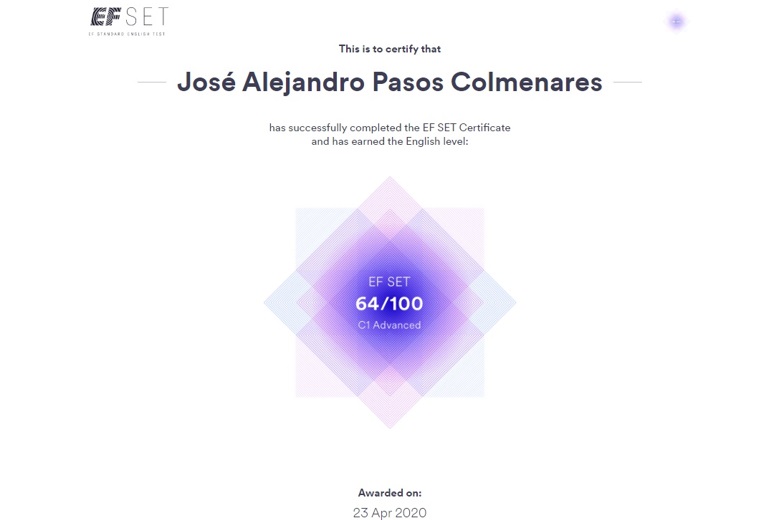 EF SET
EF STANDARD ENGLISH TEST
This is to certify that
José Alejandro Pasos Colmenares
has successfully completed the EF SET Certificate
and has earned the English level:
EF SET
64/100
C1 Advanced
Awarded on:
23 Apr 2020